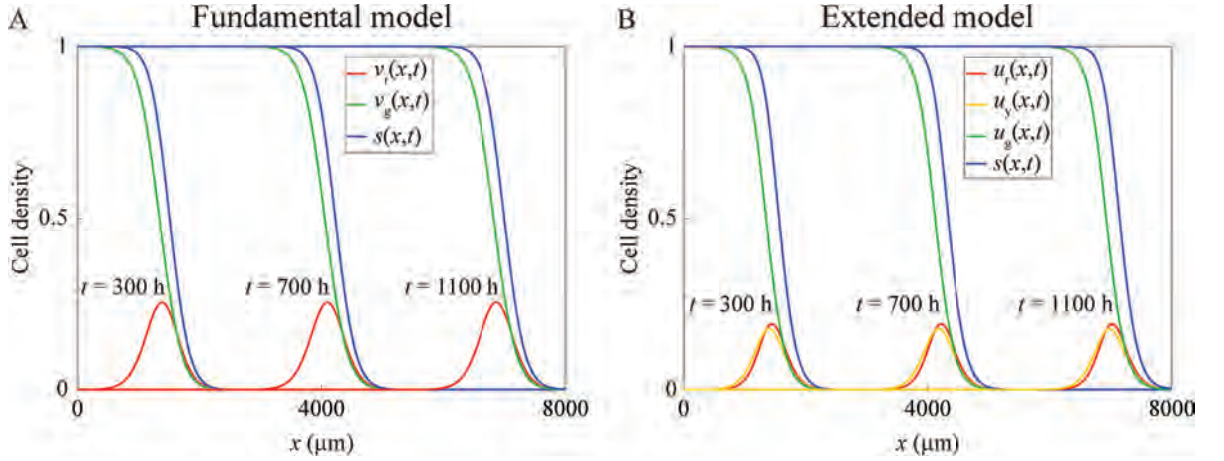 A
Fundamental model
1
0.5
0
Cell density
v_r(x,t)
v_g(x,t)
s(x,t)
t = 300 h
t = 700 h
t = 1100 h
0
4000
8000
x (μm)
B
Extended model
1
0.5
0
Cell density
u_r(x,t)
u_y(x,t)
u_g(x,t)
s(x,t)
t = 300 h
t = 700 h
t = 1100 h
0
4000
8000
x (μm)